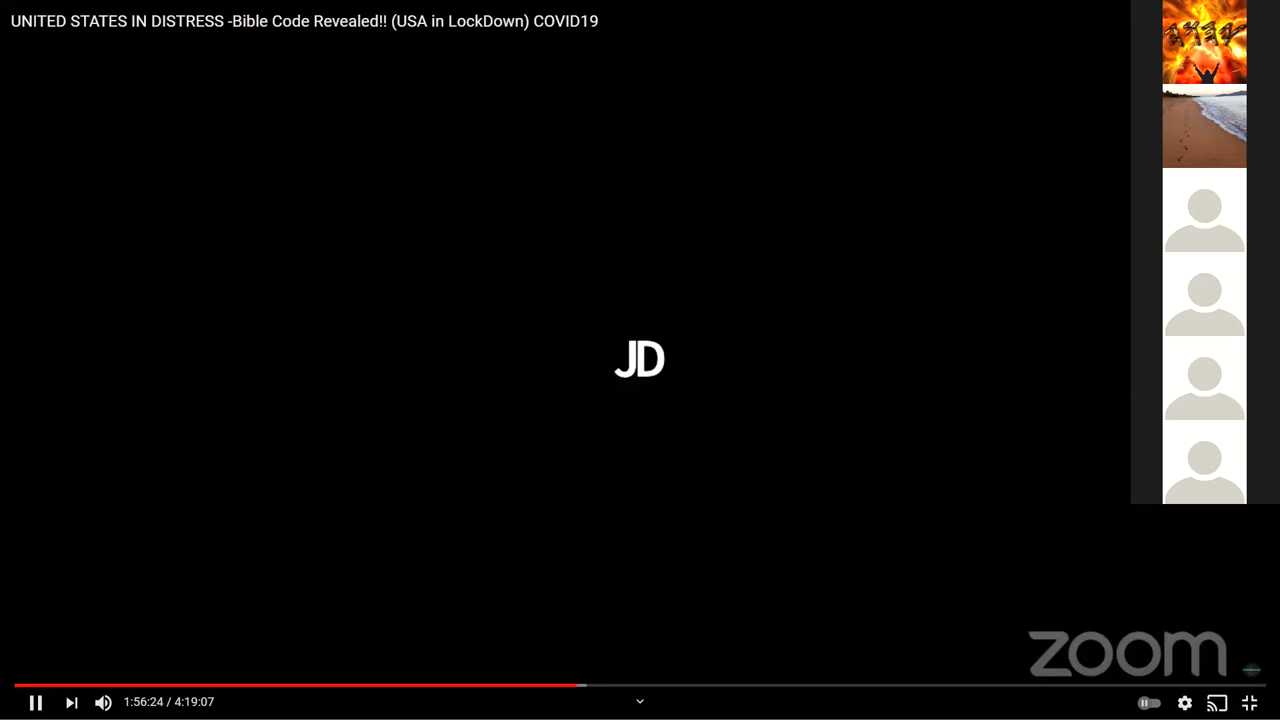 UNITED STATES IN DISTRESS -Bible Code Revealed!! (USA in LockDown) COVID19
JD
zoom
1:56:24 / 4:19:07